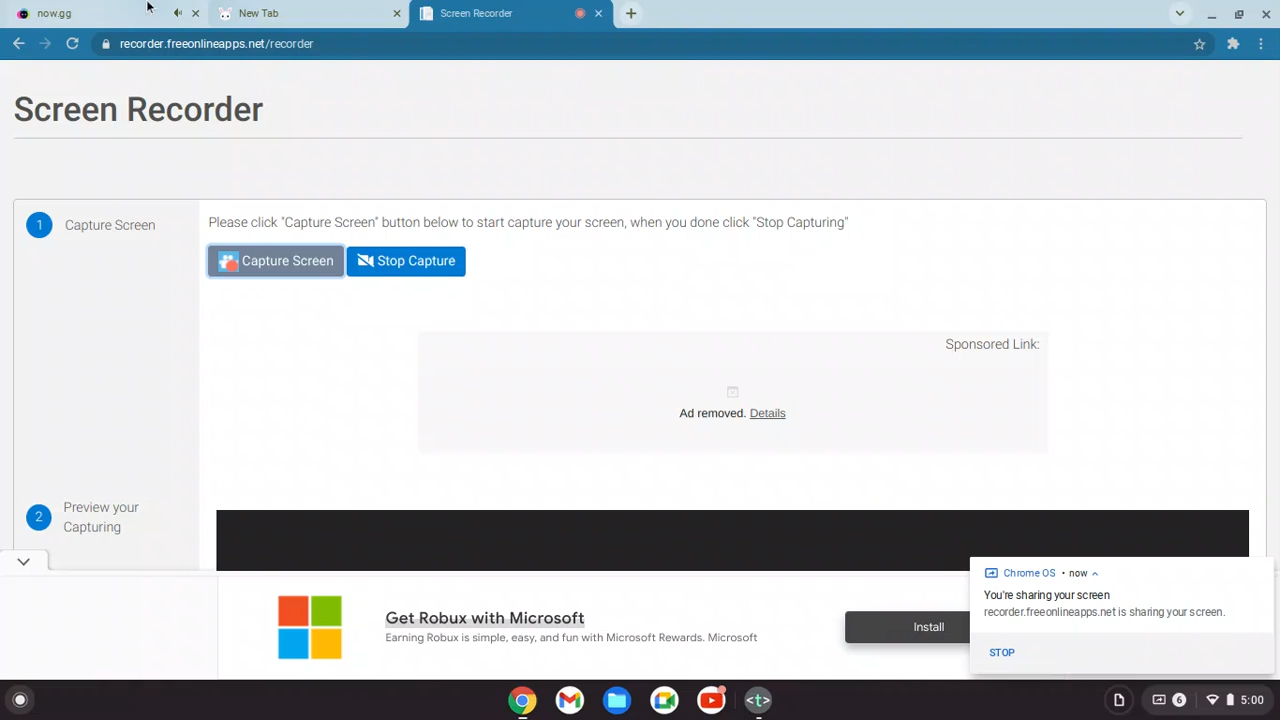 now.gg
New Tab
Screen Recorder
recorder.freeonlineapps.net/recorder
Screen Recorder
1 Capture Screen
Please click "Capture Screen" button below to start capture your screen, when you done click "Stop Capturing"
Capture Screen
Stop Capture
Sponsored Link:
Ad removed. Details
2 Preview your
Capturing
Get Robux with Microsoft
Earning Robux is simple, easy, and fun with Microsoft Rewards. Microsoft
Install
Chrome OS • now
You're sharing your screen
recorder.freeonlineapps.net is sharing your screen.
STOP
<t>
6
5:00